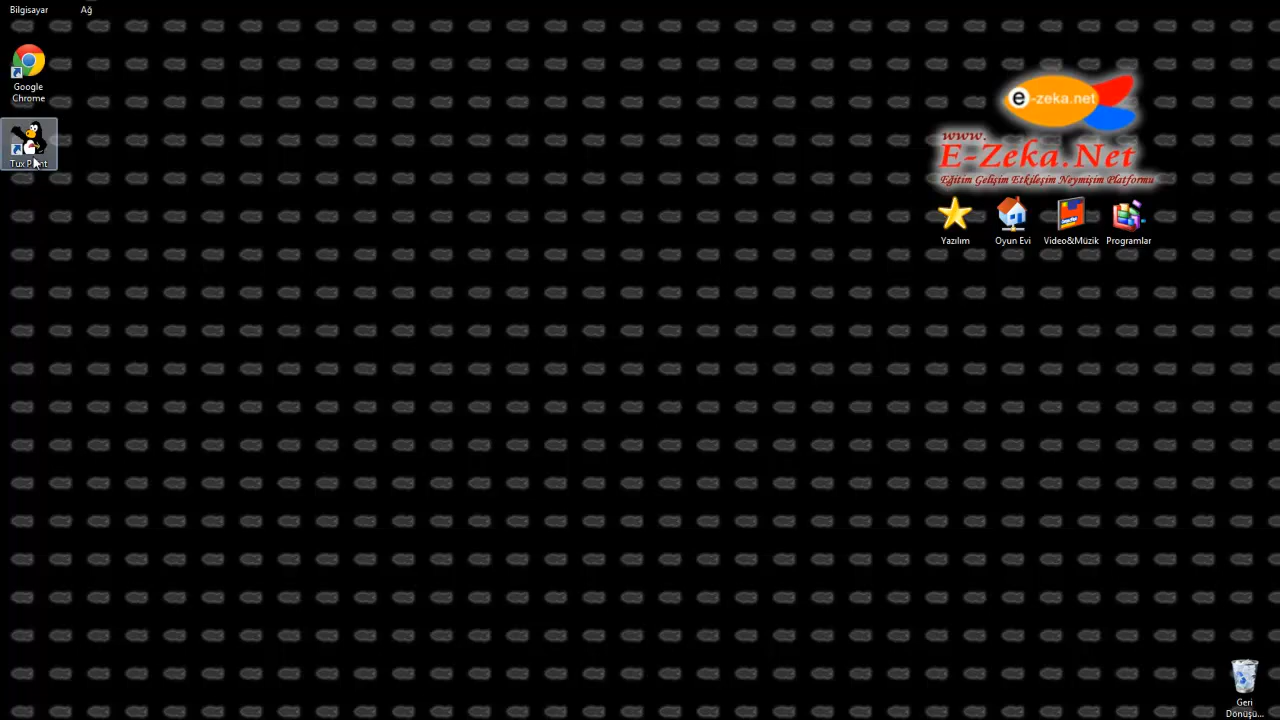 Bilgisayar
Ağ
Google
Chrome
Tux Paint
e-zeka.net
www.
E-Zeka.Net
Eğitim Gelişim Etkileşim Neymişim Platformu
Yazılım
Oyun Evi
Video&Müzik
Programlar
Geri
Dönüşü...